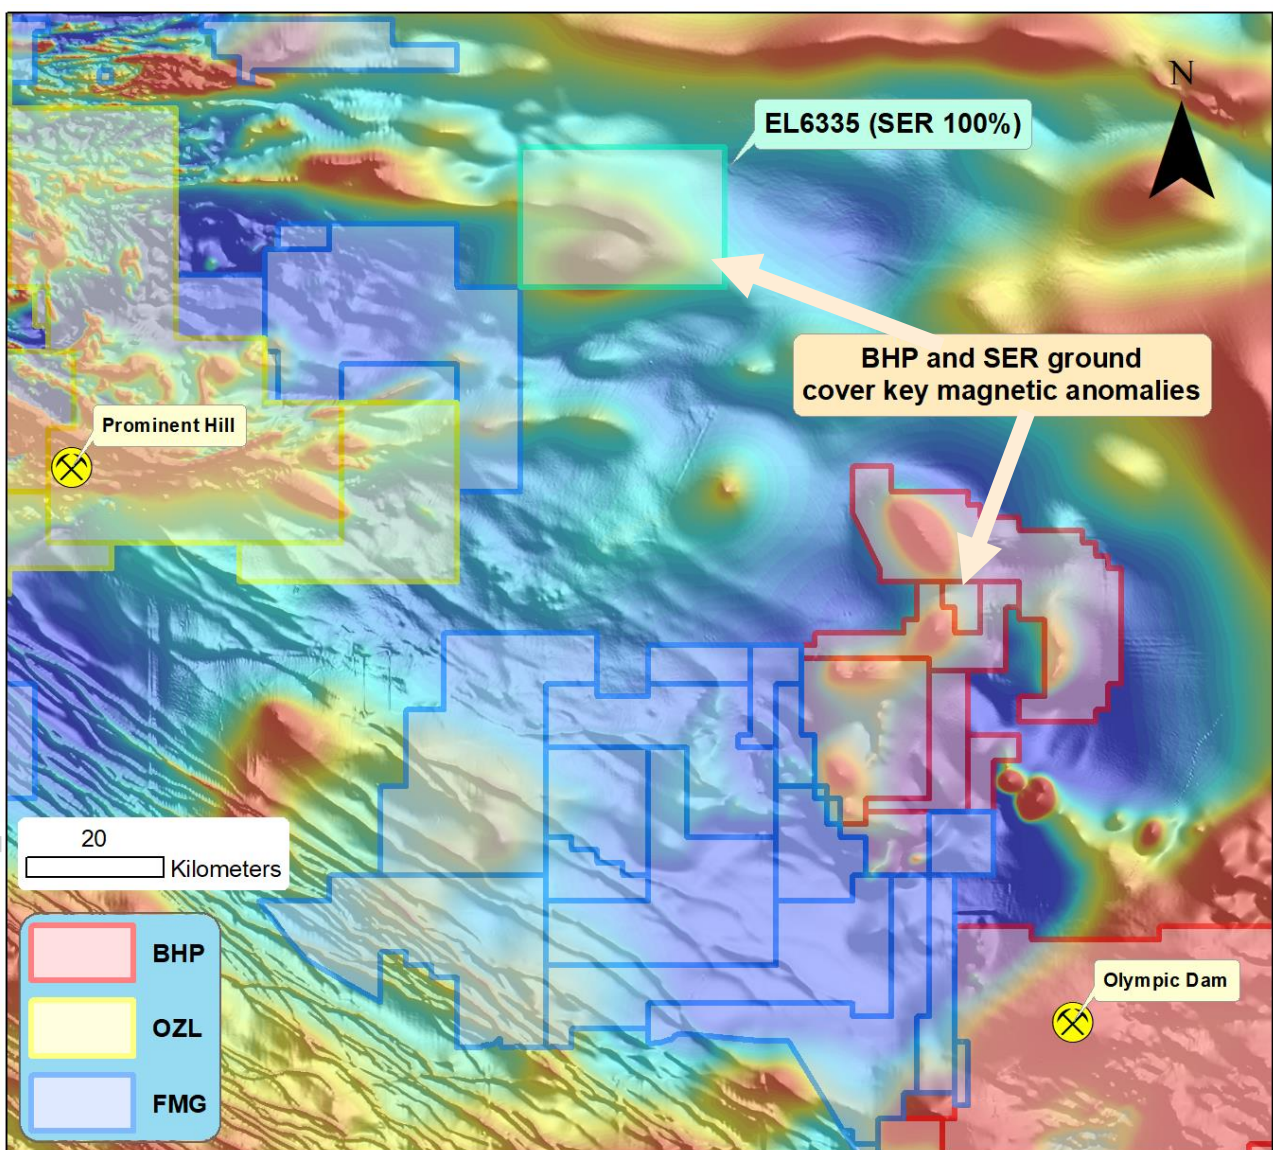 N
EL6335 (SER 100%)
BHP and SER ground
cover key magnetic anomalies
Prominent Hill
20
Kilometers
BHP
OZL
FMG
Olympic Dam